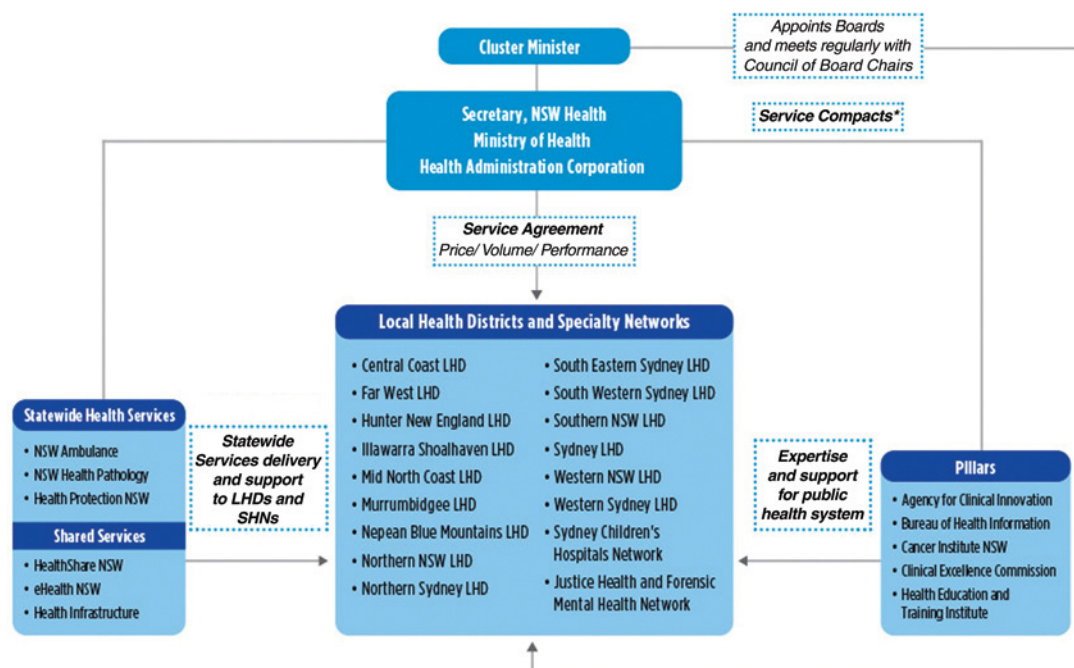 Cluster Minister
Appoints Boards
and meets regularly with
Council of Board Chairs
Secretary, NSW Health
Ministry of Health
Health Administration Corporation
Service Compacts*
Service Agreement
Price/ Volume/ Performance
Local Health Districts and Specialty Networks
• Central Coast LHD
• Far West LHD
• Hunter New England LHD
• Illawarra Shoalhaven LHD
• Mid North Coast LHD
• Murrumbidgee LHD
• Nepean Blue Mountains LHD
• Northern NSW LHD
• Northern Sydney LHD
• South Eastern Sydney LHD
• South Western Sydney LHD
• Southern NSW LHD
• Sydney LHD
• Western NSW LHD
• Western Sydney LHD
• Sydney Children's
Hospitals Network
• Justice Health and Forensic
Mental Health Network
Statewide Health Services
• NSW Ambulance
• NSW Health Pathology
• Health Protection NSW
Shared Services
• HealthShare NSW
• eHealth NSW
• Health Infrastructure
Statewide
Services delivery
and support
to LHDs and
SHNs
Expertise
and support
for public
health system
Pillars
• Agency for Clinical Innovation
• Bureau of Health Information
• Cancer Institute NSW
• Clinical Excellence Commission
• Health Education and
Training Institute